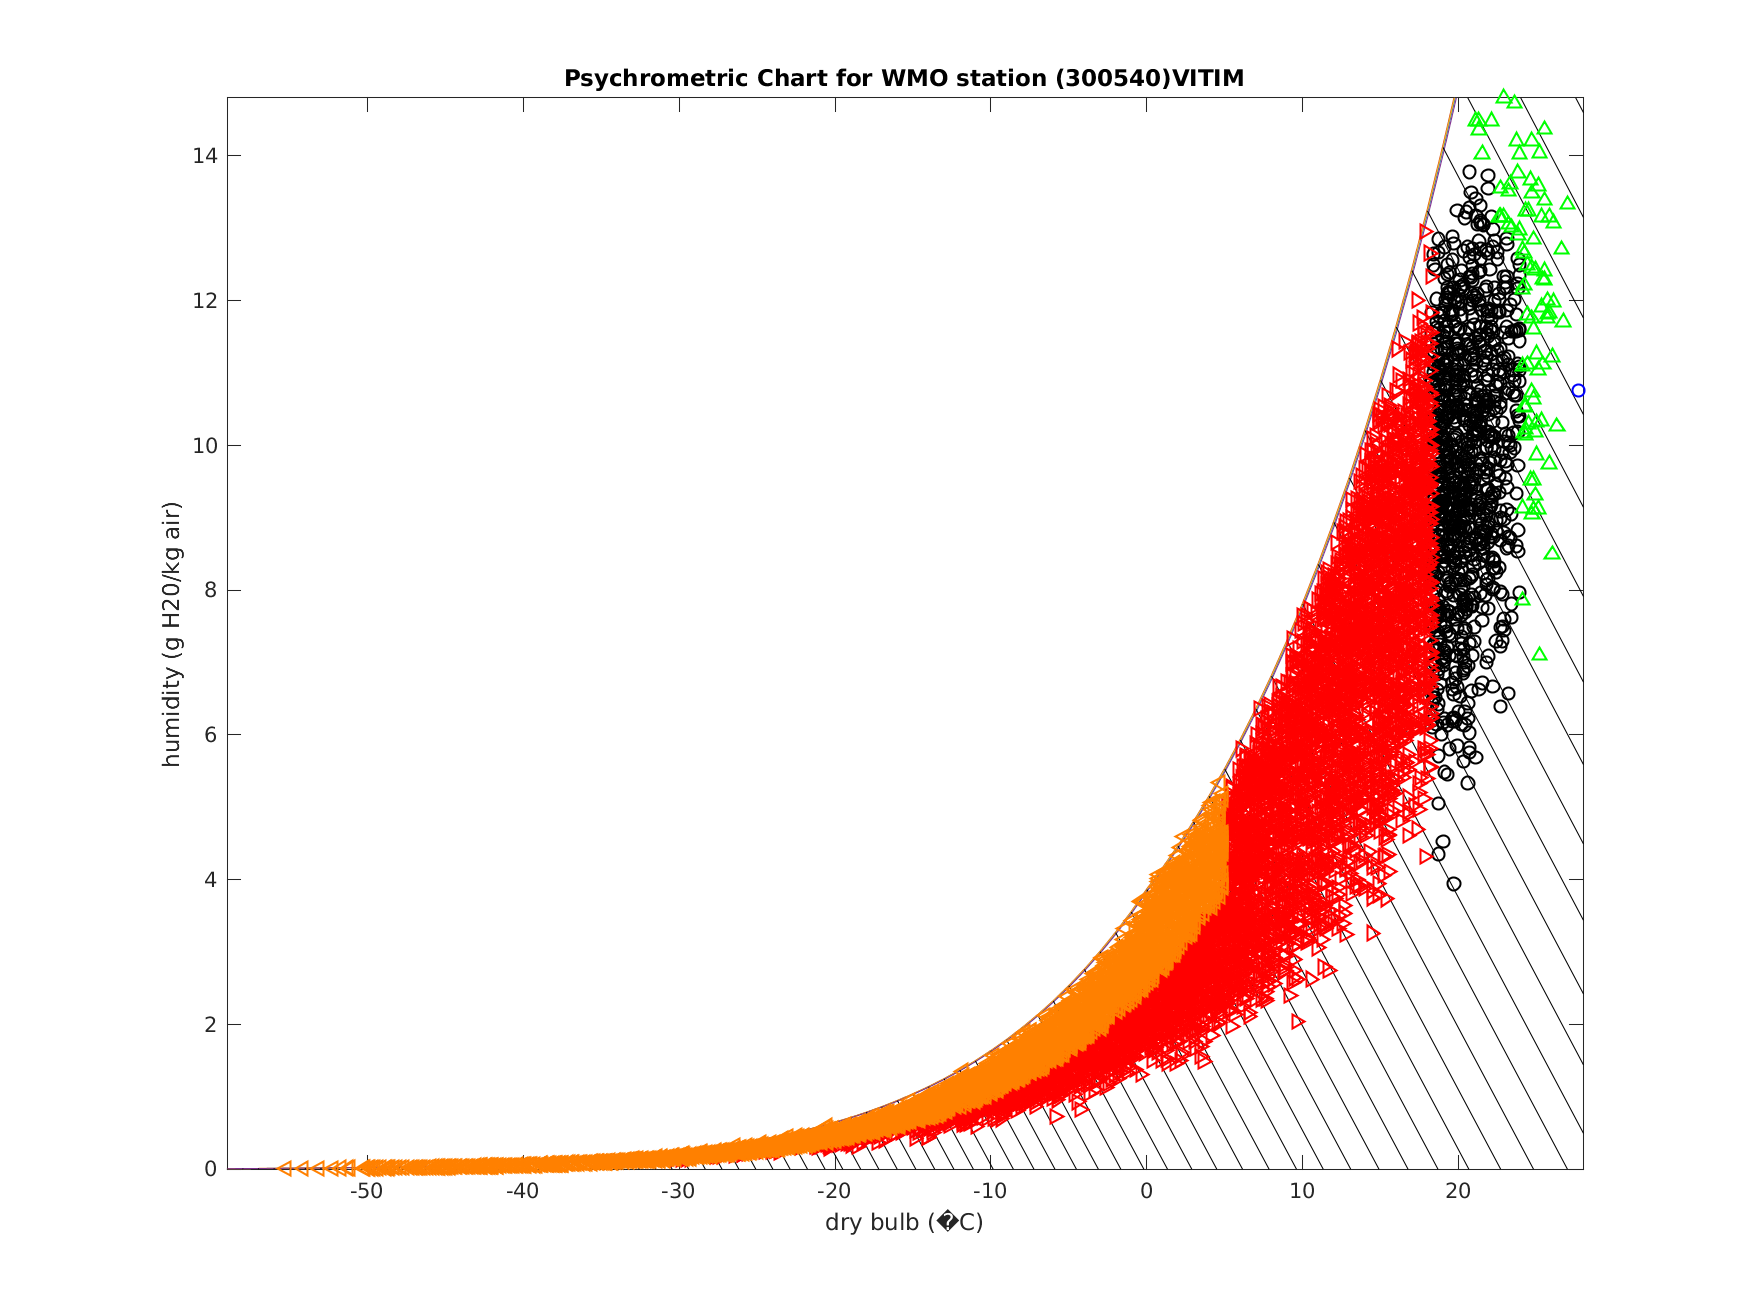 Psychrometric Chart for WMO station (300540)VITIM
14
12
10
8
6
4
2
0
humidity (g H20/kg air)
-50 -40 -30 -20 -10 0 10 20
dry bulb (�C)